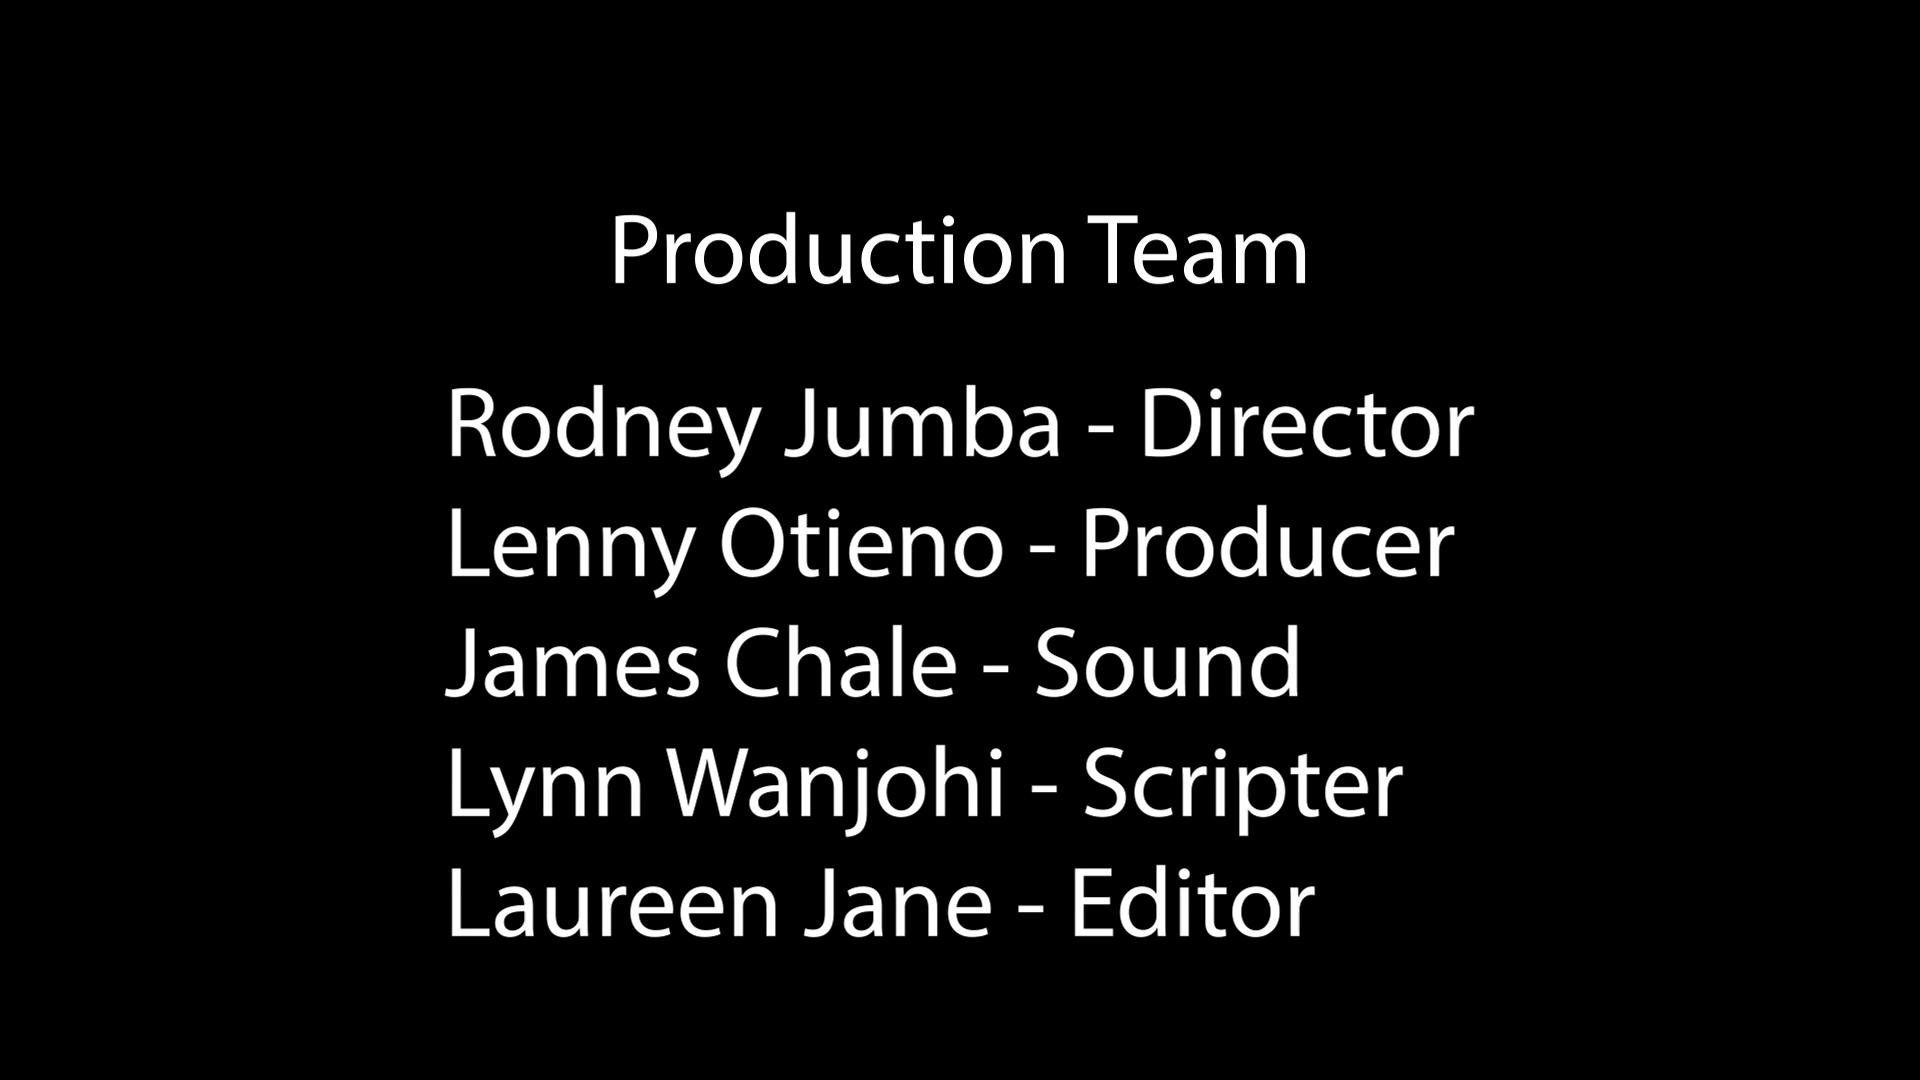 Production Team
Rodney Jumba - Director
Lenny Otieno - Producer
James Chale - Sound
Lynn Wanjohi - Scripter
Laureen Jane - Editor